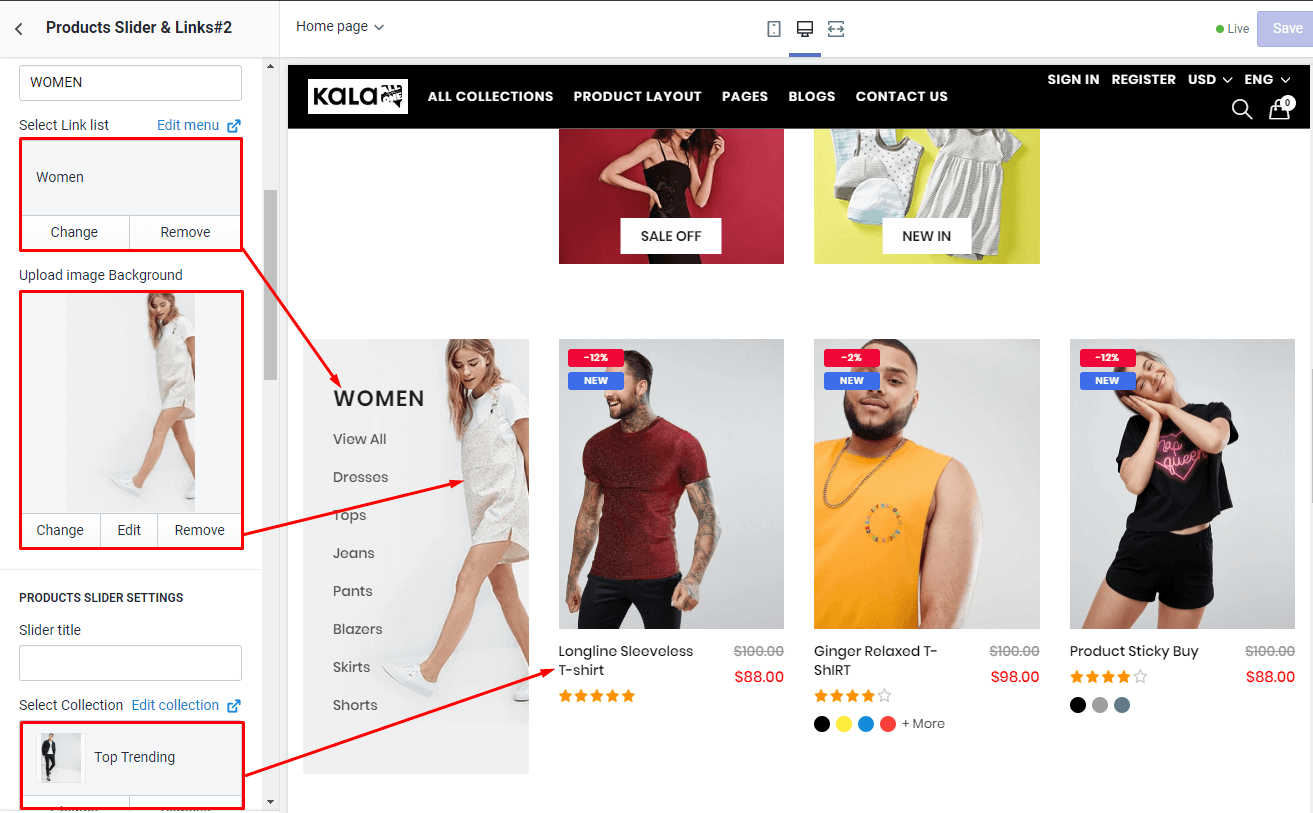 Products Slider & Links#2
WOMEN
Select Link list Edit menu
Women
Change Remove
Upload image Background
Change Edit Remove
PRODUCTS SLIDER SETTINGS
Slider title
Select Collection Edit collection
Top Trending
Home page
Live Save
KALA
ALL COLLECTIONS PRODUCT LAYOUT PAGES BLOGS CONTACT US
SIGN IN REGISTER USD ENG
0
SALE OFF
NEW IN
WOMEN
View All
Dresses
Tops
Jeans
Pants
Blazers
Skirts
Shorts
-12%
NEW
Longline Sleeveless
T-shirt
$100.00
$88.00
-2%
NEW
Ginger Relaxed T-
ShIRT
$100.00
$98.00
+ More
-12%
NEW
nap
queen
Product Sticky Buy
$100.00
$88.00